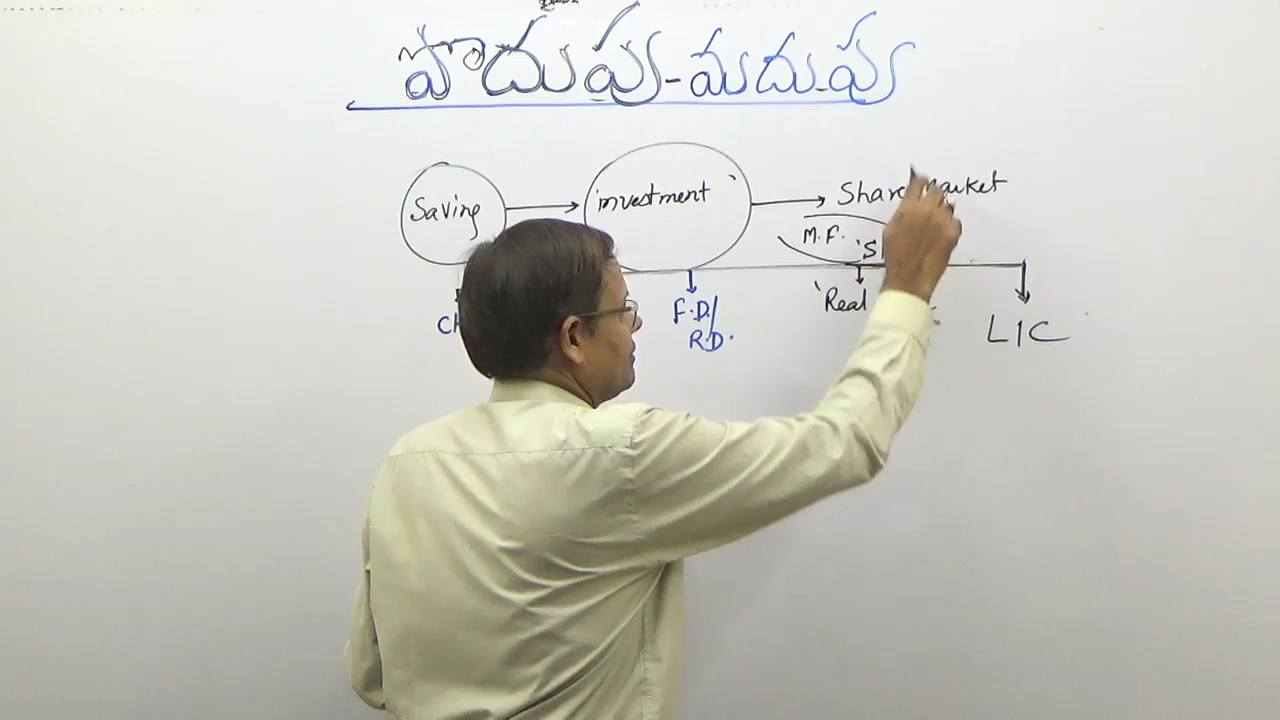 పొదుపు-మదుపు
Saving investment Share Market
M.F.
Real LIC
F.D/
R.D.